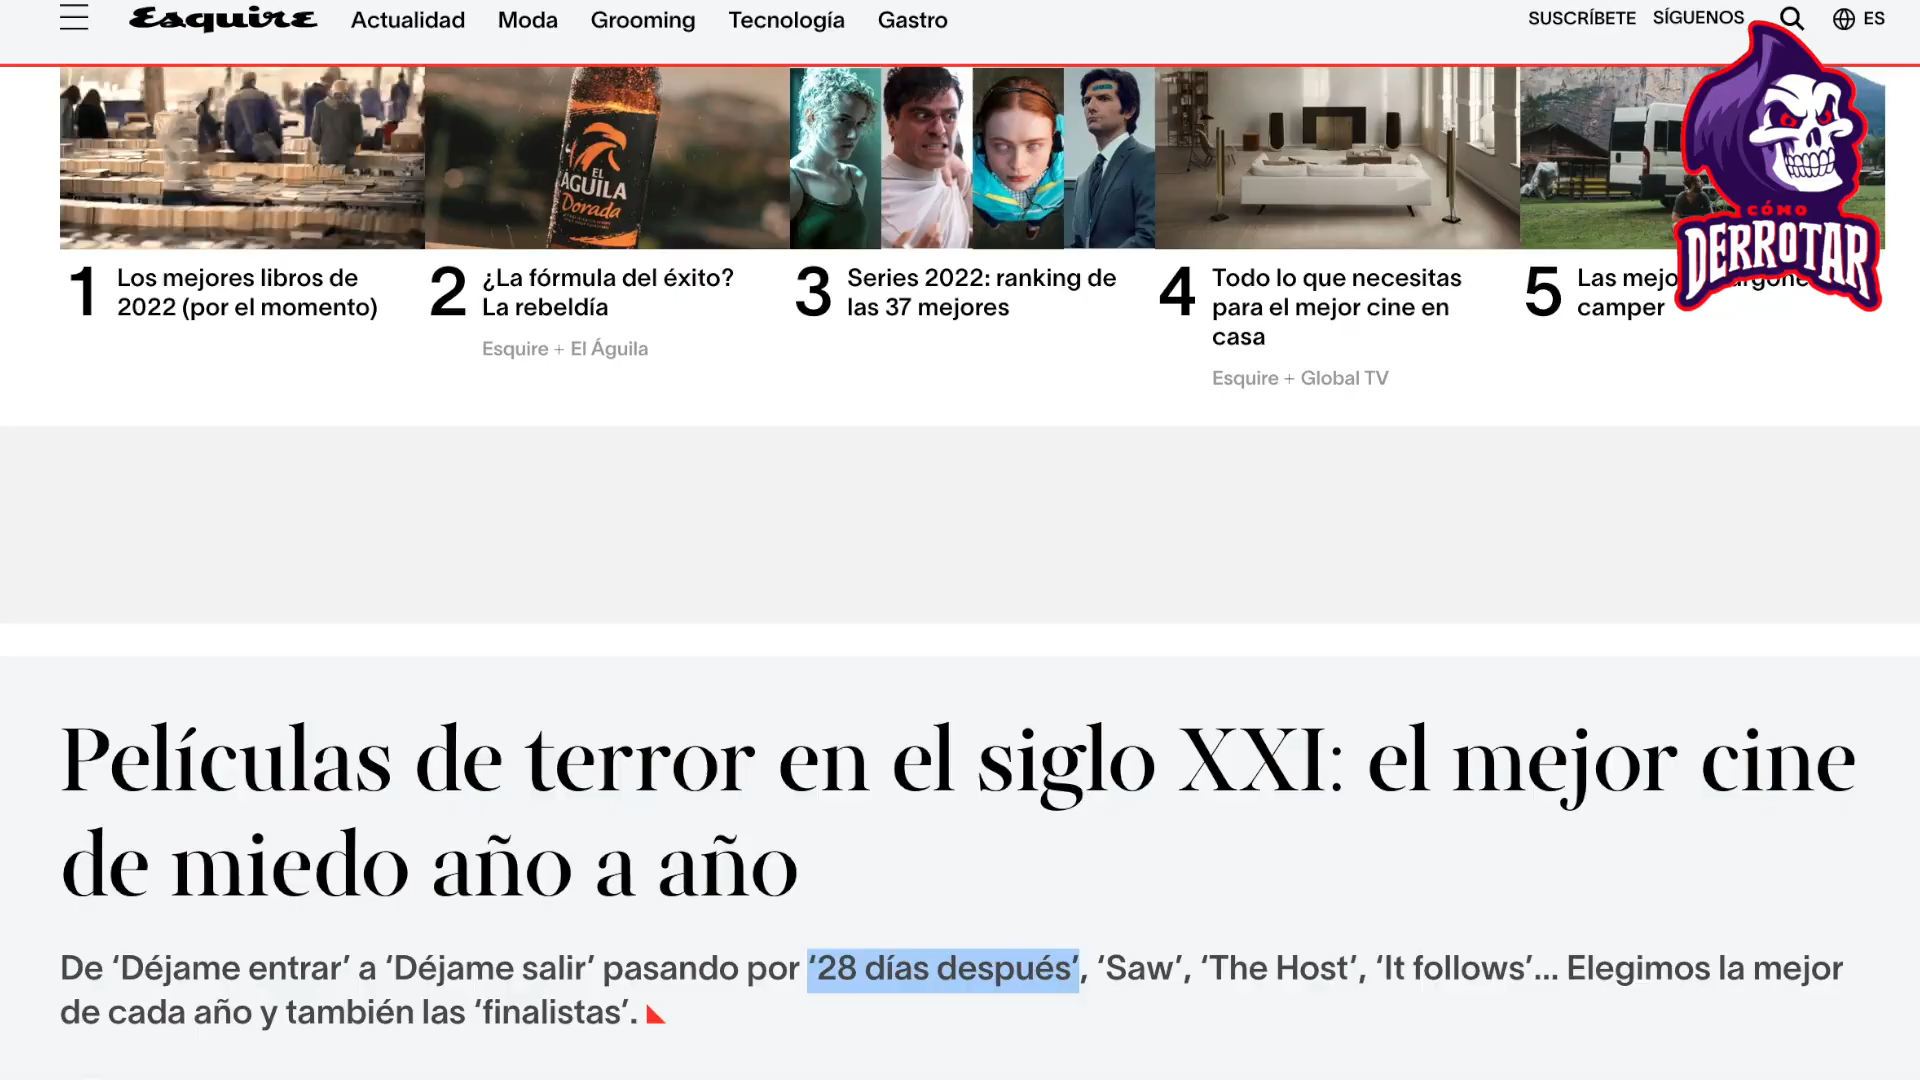 Esquire Actualidad Moda Grooming Tecnología Gastro SUSCRÍBETE SÍGUENOS ES
EL
ÁGUILA
Dorada
CÓMO
DERROTAR
1 Los mejores libros de
2022 (por el momento)
2 ¿La fórmula del éxito?
La rebeldía
Esquire + El Águila
3 Series 2022: ranking de
las 37 mejores
4 Todo lo que necesitas
para el mejor cine en
casa
Esquire + Global TV
5 Las
camper
Películas de terror en el siglo XXI: el mejor cine
de miedo año a año
De ‘Déjame entrar’ a ‘Déjame salir’ pasando por ‘28 días después’, ‘Saw’, ‘The Host’, ‘It follows’... Elegimos la mejor
de cada año y también las ‘finalistas’.